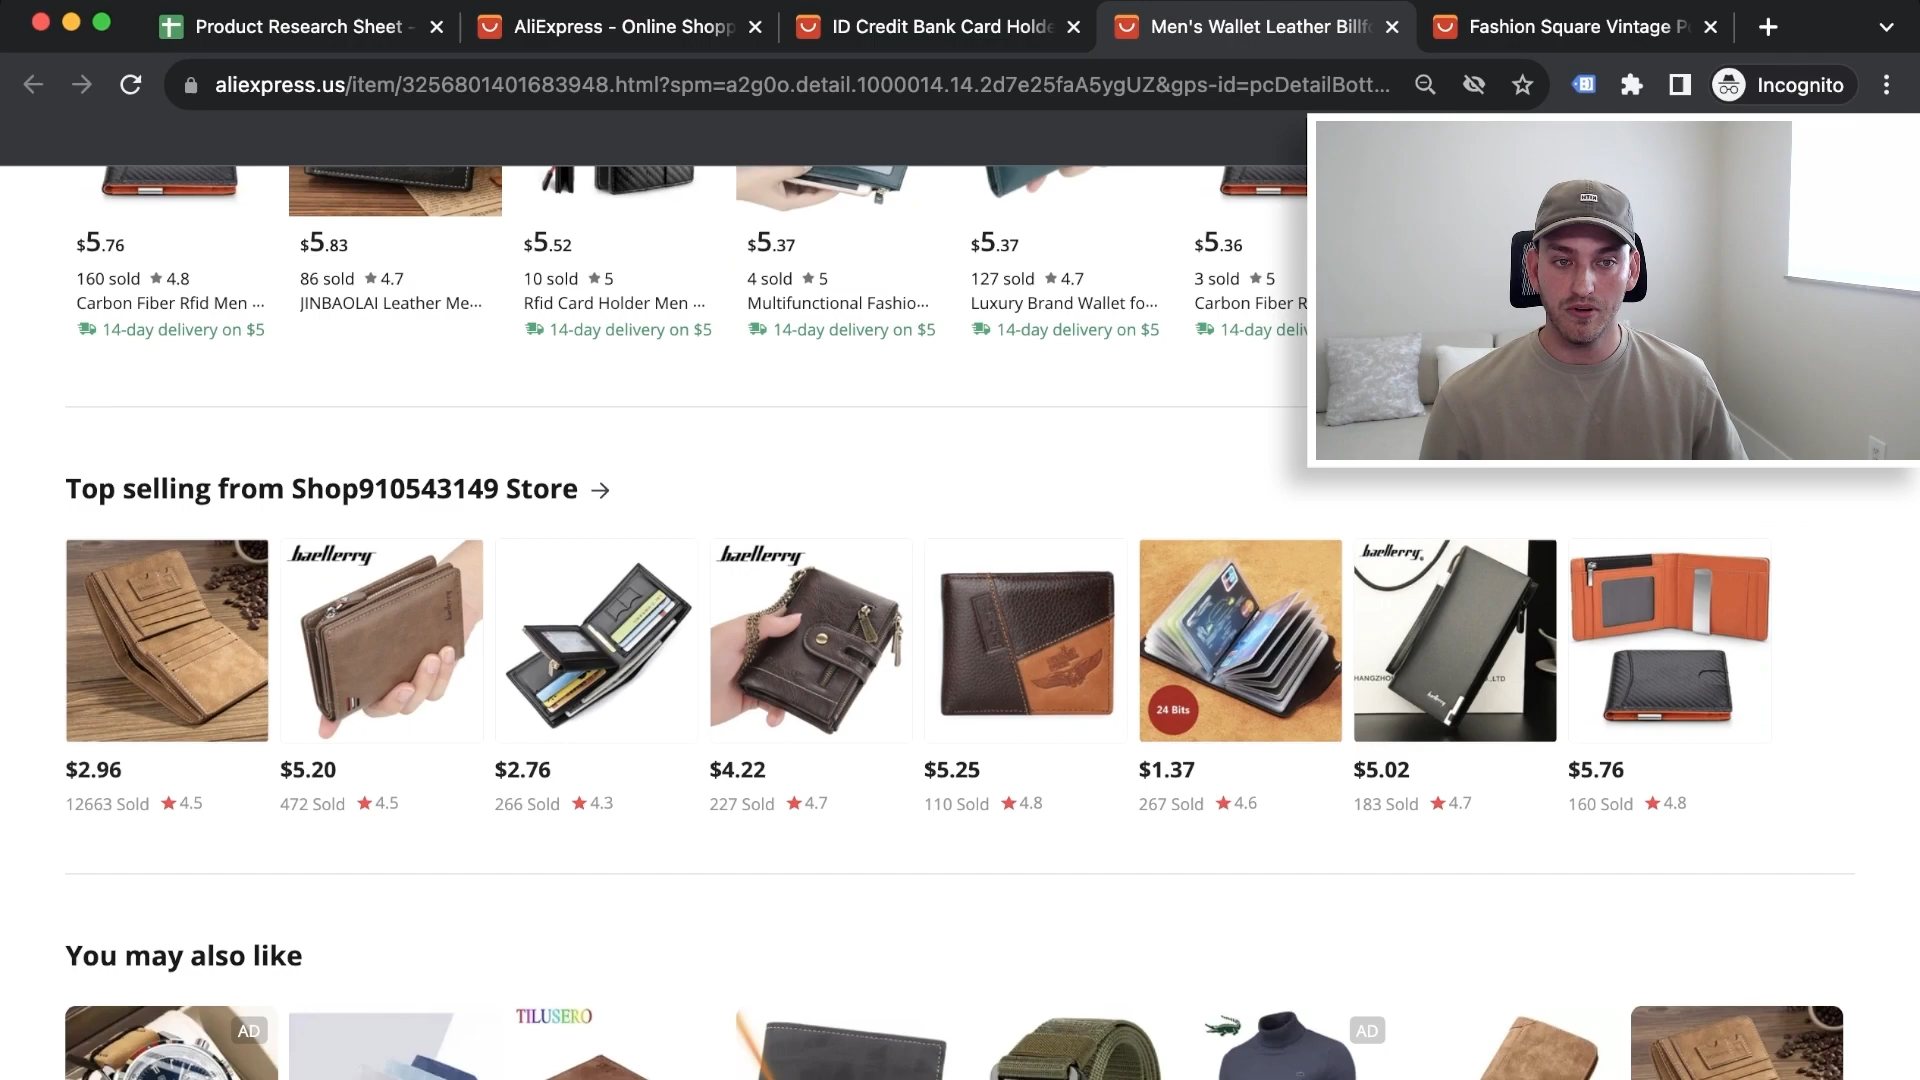 Product Research Sheet -
AliExpress - Online Shopp
ID Credit Bank Card Holde
Men's Wallet Leather Billfo
Fashion Square Vintage P
aliexpress.us/item/3256801401683948.html?spm=a2g0o.detail.1000014.14.2d7e25faA5ygUZ&gps-id=pcDetailBott...
Incognito
$5.76
160 sold ★ 4.8
Carbon Fiber Rfid Men ...
14-day delivery on $5
$5.83
86 sold ★ 4.7
JINBAOLAI Leather Me...
$5.52
10 sold ★ 5
Rfid Card Holder Men ...
14-day delivery on $5
$5.37
4 sold ★ 5
Multifunctional Fashio...
14-day delivery on $5
$5.37
127 sold ★ 4.7
Luxury Brand Wallet fo...
14-day delivery on $5
$5.36
3 sold ★ 5
Carbon Fiber R
14-day deliv
Top selling from Shop910543149 Store →
baellerry
baellerry
24 Bits
baellerry
$2.96
12663 Sold ★ 4.5
$5.20
472 Sold ★ 4.5
$2.76
266 Sold ★ 4.3
$4.22
227 Sold ★ 4.7
$5.25
110 Sold ★ 4.8
$1.37
267 Sold ★ 4.6
$5.02
183 Sold ★ 4.7
$5.76
160 Sold ★ 4.8
You may also like
AD
TILUSERO
AD